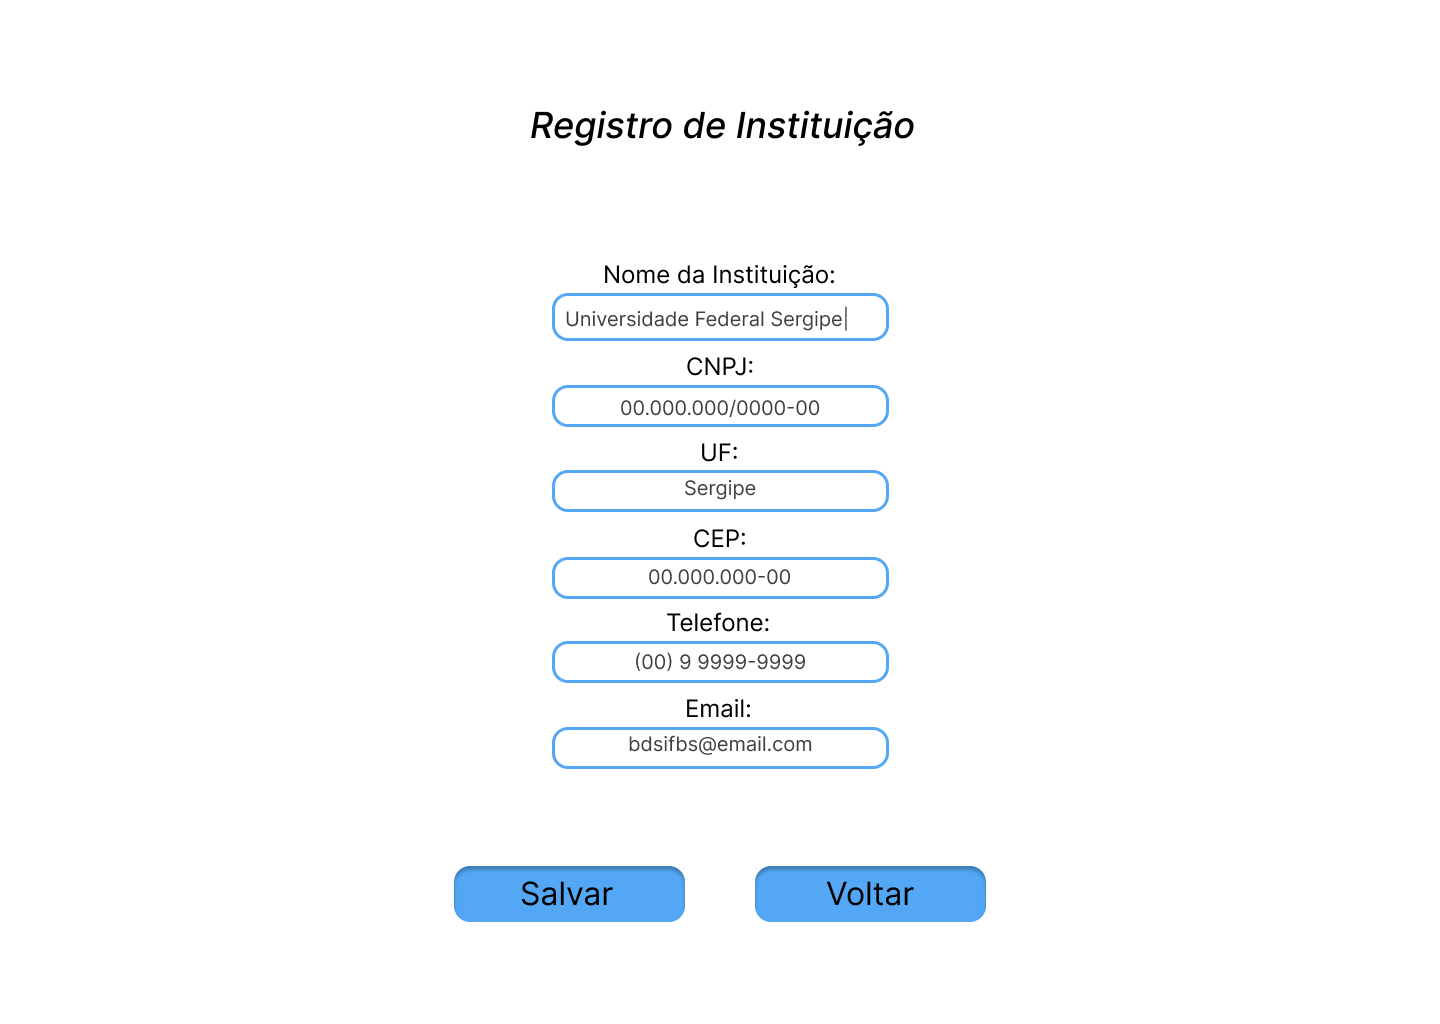 Registro de Instituição
Nome da Instituição:
Universidade Federal Sergipe
CNPJ:
00.000.000/0000-00
UF:
Sergipe
CEP:
00.000.000-00
Telefone:
(00) 9 9999-9999
Email:
bdsifbs@email.com
Salvar
Voltar